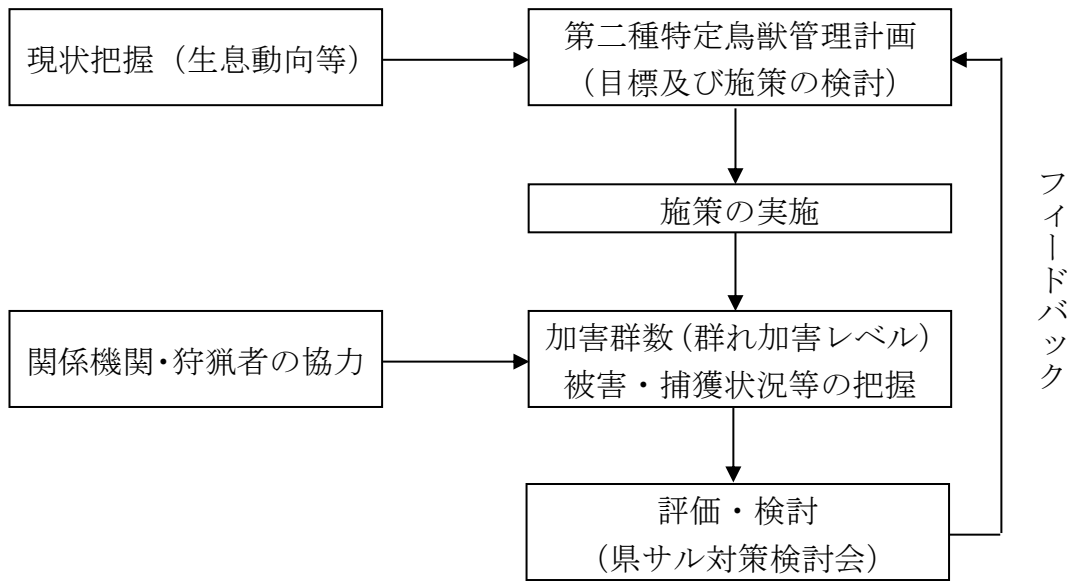 現状把握（生息動向等）
第二種特定鳥獣管理計画
（目標及び施策の検討）
施策の実施
関係機関・狩猟者の協力
加害群数（群れ加害レベル）
被害・捕獲状況等の把握
評価・検討
（県サル対策検討会）
フィードバック